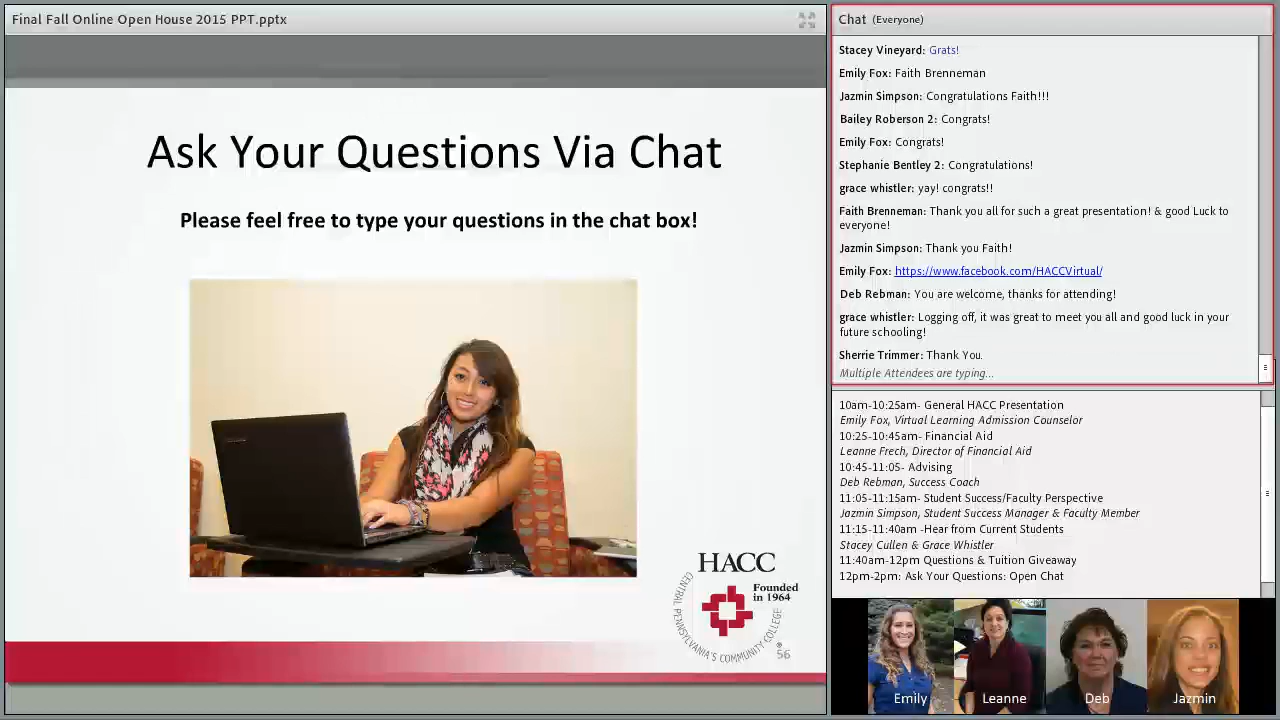 Final Fall Online Open House 2015 PPT.pptx
Ask Your Questions Via Chat
Please feel free to type your questions in the chat box!
HACC
Founded
in 1964
CENTRAL PENNSYLVANIA'S COMMUNITY COLLEGE
®
56
Chat (Everyone)
Stacey Vineyard: Grats!
Emily Fox: Faith Brenneman
Jazmin Simpson: Congratulations Faith!!!
Bailey Roberson 2: Congrats!
Emily Fox: Congrats!
Stephanie Bentley 2: Congratulations!
grace whistler: yay! congrats!!
Faith Brenneman: Thank you all for such a great presentation! & good Luck to
everyone!
Jazmin Simpson: Thank you Faith!
Emily Fox: https://www.facebook.com/HACCVirtual/
Deb Rebman: You are welcome, thanks for attending!
grace whistler: Logging off, it was great to meet you all and good luck in your
future schooling!
Sherrie Trimmer: Thank You.
Multiple Attendees are typing...
10am-10:25am- General HACC Presentation
Emily Fox, Virtual Learning Admission Counselor
10:25-10:45am- Financial Aid
Leanne Frech, Director of Financial Aid
10:45-11:05- Advising
Deb Rebman, Success Coach
11:05-11:15am- Student Success/Faculty Perspective
Jazmin Simpson, Student Success Manager & Faculty Member
11:15-11:40am -Hear from Current Students
Stacey Cullen & Grace Whistler
11:40am-12pm Questions & Tuition Giveaway
12pm-2pm: Ask Your Questions: Open Chat
Emily
Leanne
Deb
Jazmin